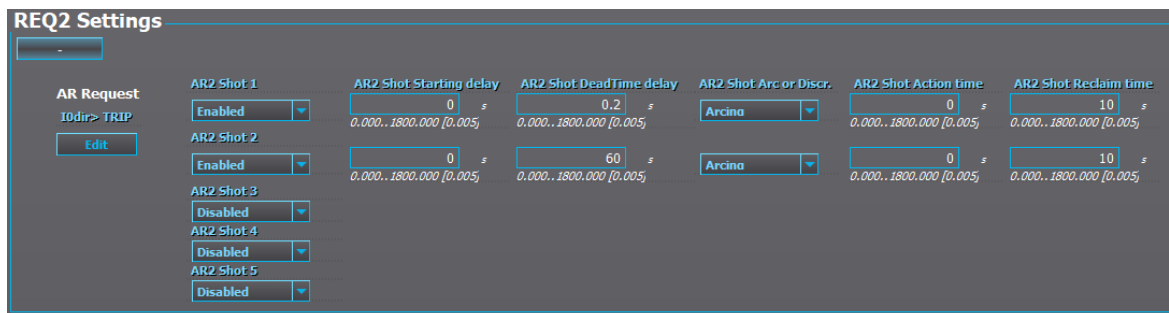 REQ2 Settings
-
AR Request
I0dir> TRIP
Edit
AR2 Shot 1 AR2 Shot Starting delay AR2 Shot DeadTime delay AR2 Shot Arc or Discr. AR2 Shot Action time AR2 Shot Reclaim time
Enabled 0 s 0.2 s Arcing 0 s 10 s
0.000..1800.000 [0.005] 0.000..1800.000 [0.005] 0.000..1800.000 [0.005] 0.000..1800.000 [0.005]
AR2 Shot 2
Enabled 0 s 60 s Arcing 0 s 10 s
0.000..1800.000 [0.005] 0.000..1800.000 [0.005] 0.000..1800.000 [0.005] 0.000..1800.000 [0.005]
AR2 Shot 3
Disabled
AR2 Shot 4
Disabled
AR2 Shot 5
Disabled